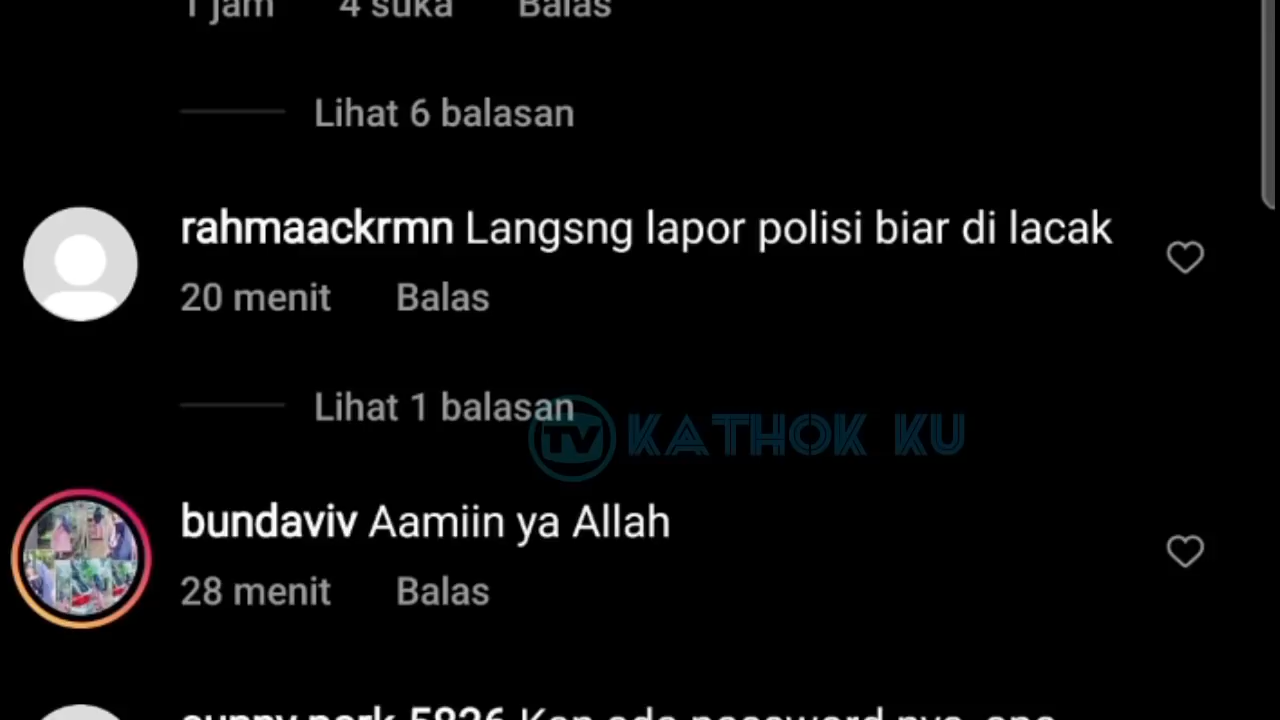 1 jam 4 suka Balas
Lihat 6 balasan
rahmaackrmn Langsng lapor polisi biar di lacak
20 menit Balas
Lihat 1 balasan
TV KATHOK KU
bundaviv Aamiin ya Allah
28 menit Balas